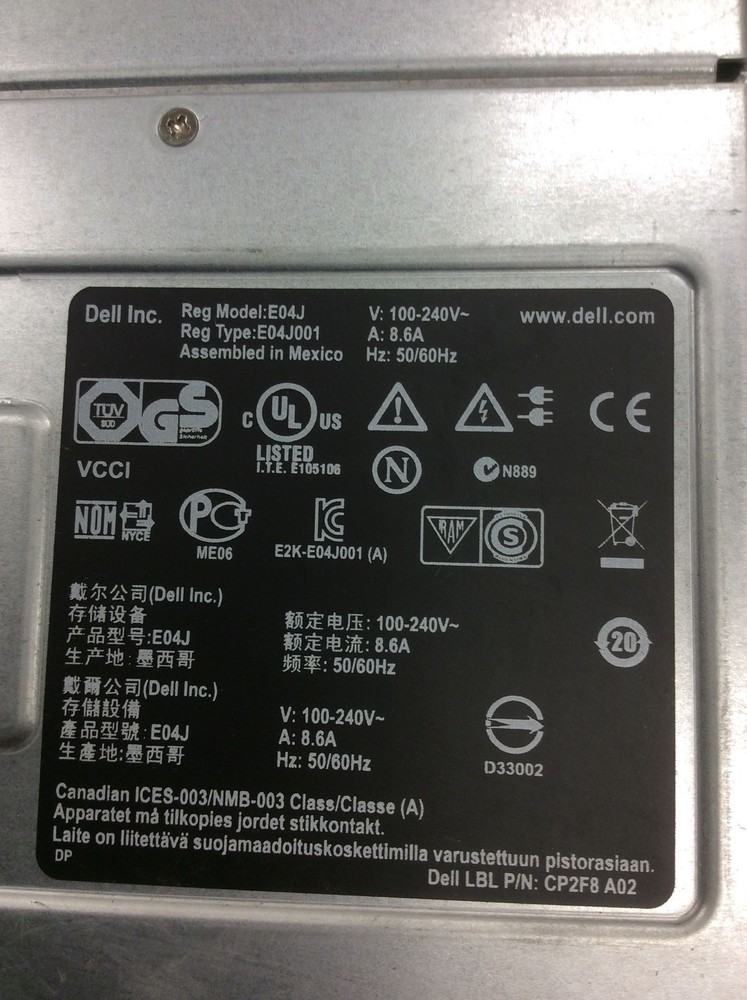 Dell Inc.
Reg Model:E04J
Reg Type:E04J001
Assembled in Mexico
V: 100-240V~
A: 8.6A
Hz: 50/60Hz
www.dell.com
TÜV
SÜD
GS
geprüfte
Sicherheit
C UL US
LISTED
I.T.E. E105106
N
N889
CE
VCCI
NOM
NYCE
PCT
ME06
E2K-E04J001 (A)
RAM
S
戴尔公司(Dell Inc.)
存储设备
产品型号:E04J
生产地: 墨西哥
额定电压: 100-240V~
额定电流: 8.6A
频率: 50/60Hz
20
戴爾公司(Dell Inc.)
存儲設備
產品型號: E04J
生產地:墨西哥
V: 100-240V~
A: 8.6A
Hz: 50/60Hz
D33002
Canadian ICES-003/NMB-003 Class/Classe (A)
Apparatet må tilkopies jordet stikkontakt.
Laite on liitettävä suojamaadoituskoskettimilla varustettuun pistorasiaan.
DP
Dell LBL P/N: CP2F8 A02